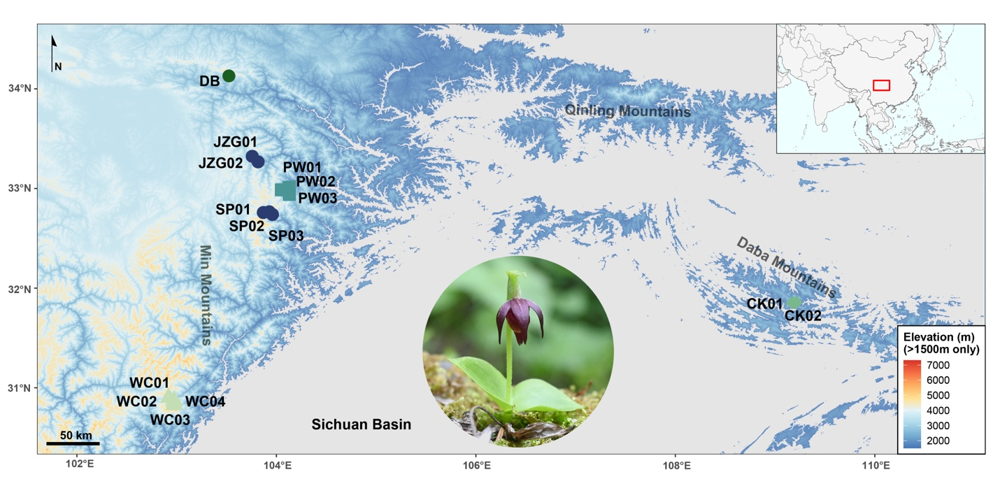 N
DB
34°N
Qinling Mountains
JZG01
JZG02
PW01
PW02
33°N
PW03
SP01
SP02
SP03
Min Mountains
Daba Mountains
32°N
CK01
CK02
Elevation (m)
(>1500m only)
7000
6000
5000
4000
3000
2000
31°N
WC01
WC02
WC04
WC03
Sichuan Basin
50 km
102°E
104°E
106°E
108°E
110°E